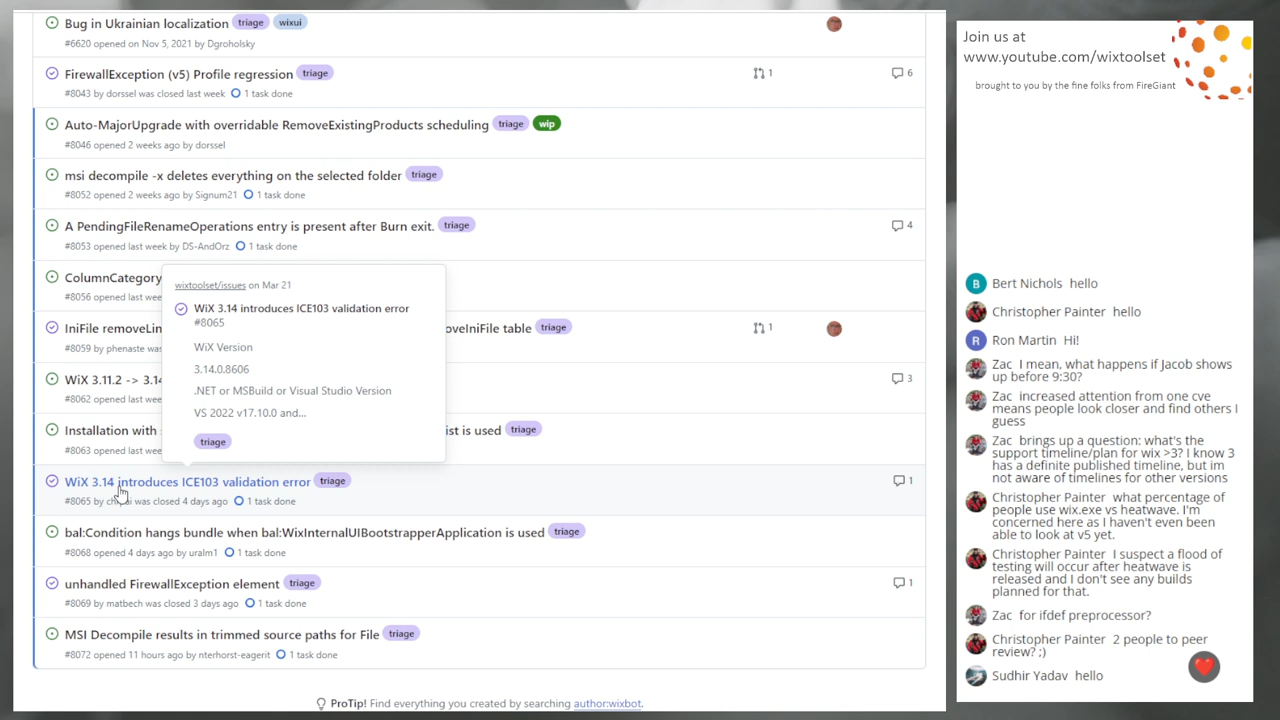 Bug in Ukrainian localization triage wixui
#6620 opened on Nov 5, 2021 by Dgroholsky
FirewallException (v5) Profile regression triage 1 6
#8043 by dorssel was closed last week 1 task done
Auto-MajorUpgrade with overridable RemoveExistingProducts scheduling triage wip
#8046 opened 2 weeks ago by dorssel
msi decompile -x deletes everything on the selected folder triage
#8052 opened 2 weeks ago by Signum21 1 task done
A PendingFileRenameOperations entry is present after Burn exit. triage 4
#8053 opened last week by DS-AndOrz 1 task done
ColumnCategory
#8056 opened last wee
IniFile removeLin veIniFile table triage 1
#8059 by phenaste was
WiX 3.11.2 -> 3.14 3
#8062 opened last wee
Installation with ist is used triage
#8063 opened last wee
wixtoolset/issues on Mar 21
WiX 3.14 introduces ICE103 validation error
#8065
WiX Version
3.14.0.8606
.NET or MSBuild or Visual Studio Version
VS 2022 v17.10.0 and...
triage
WiX 3.14 introduces ICE103 validation error triage 1
#8065 by was closed 4 days ago 1 task done
bal:Condition hangs bundle when bal:WixInternalUIBootstrapperApplication is used triage
#8068 opened 4 days ago by uralm1 1 task done
unhandled FirewallException element triage 1
#8069 by matbech was closed 3 days ago 1 task done
MSI Decompile results in trimmed source paths for File triage
#8072 opened 11 hours ago by nterhorst-eagerit 1 task done
ProTip! Find everything you created by searching author:wixbot.
Join us at
www.youtube.com/wixtoolset
brought to you by the fine folks from FireGiant
B Bert Nichols hello
Christopher Painter hello
R Ron Martin Hi!
Zac I mean, what happens if Jacob shows
up before 9:30?
Zac increased attention from one cve
means people look closer and find others I
guess
Zac brings up a question: what's the
support timeline/plan for wix >3? I know 3
has a definite published timeline, but im
not aware of timelines for other versions
Christopher Painter what percentage of
people use wix.exe vs heatwave. I'm
concerned here as I haven't even been
able to look at v5 yet.
Christopher Painter I suspect a flood of
testing will occur after heatwave is
released and I don't see any builds
planned for that.
Zac for ifdef preprocessor?
Christopher Painter 2 people to peer
review? ;)
Sudhir Yadav hello